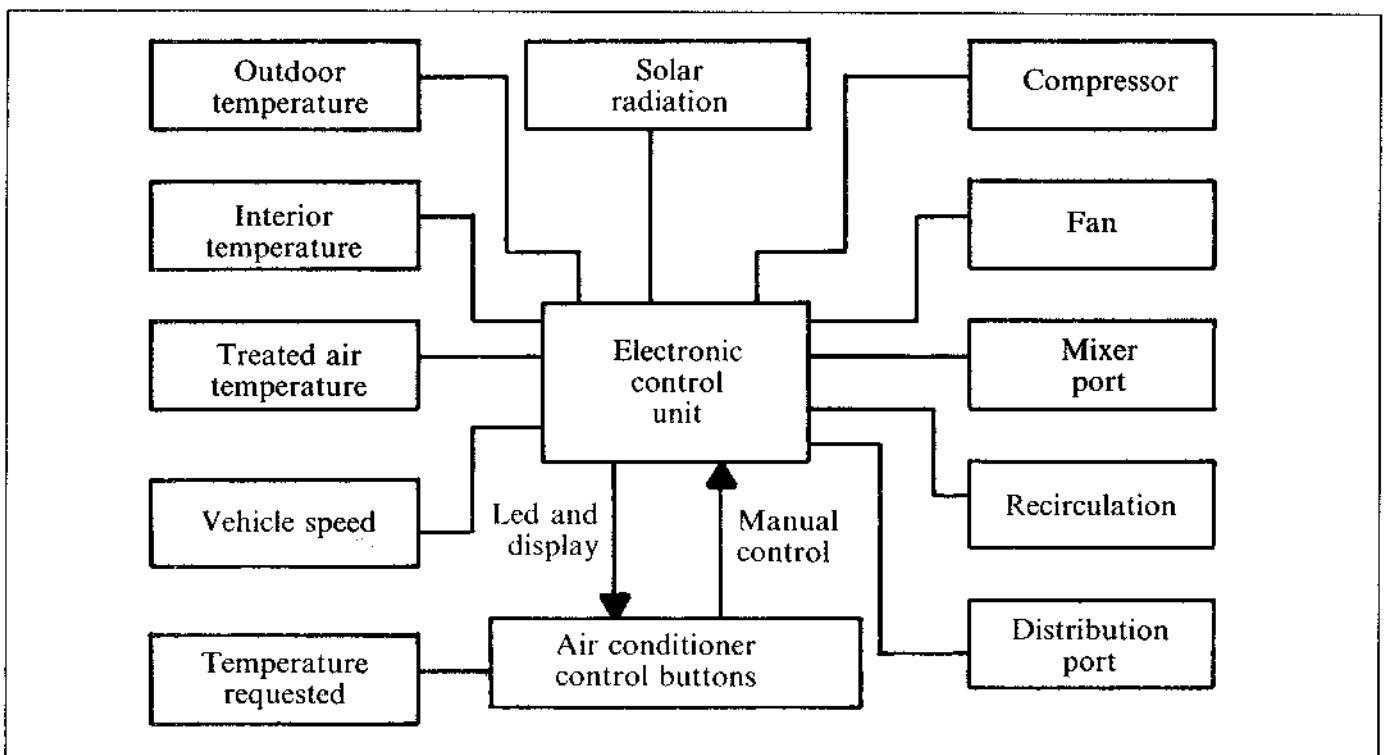 Outdoor
temperature
Solar
radiation
Compressor
Interior
temperature
Fan
Treated air
temperature
Electronic
control
unit
Mixer
port
Vehicle speed
Led and
display
Manual
control
Recirculation
Temperature
requested
Air conditioner
control buttons
Distribution
port